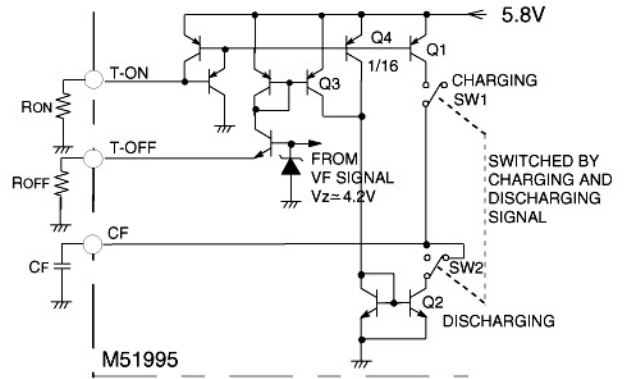 5.8V
Q4
Q1
T-ON
1/16
Q3
CHARGING
SW1
RON
T-OFF
FROM
VF SIGNAL
VZ≃4.2V
SWITCHED BY
CHARGING AND
DISCHARGING
SIGNAL
ROFF
CF
CF
SW2
Q2
DISCHARGING
M51995